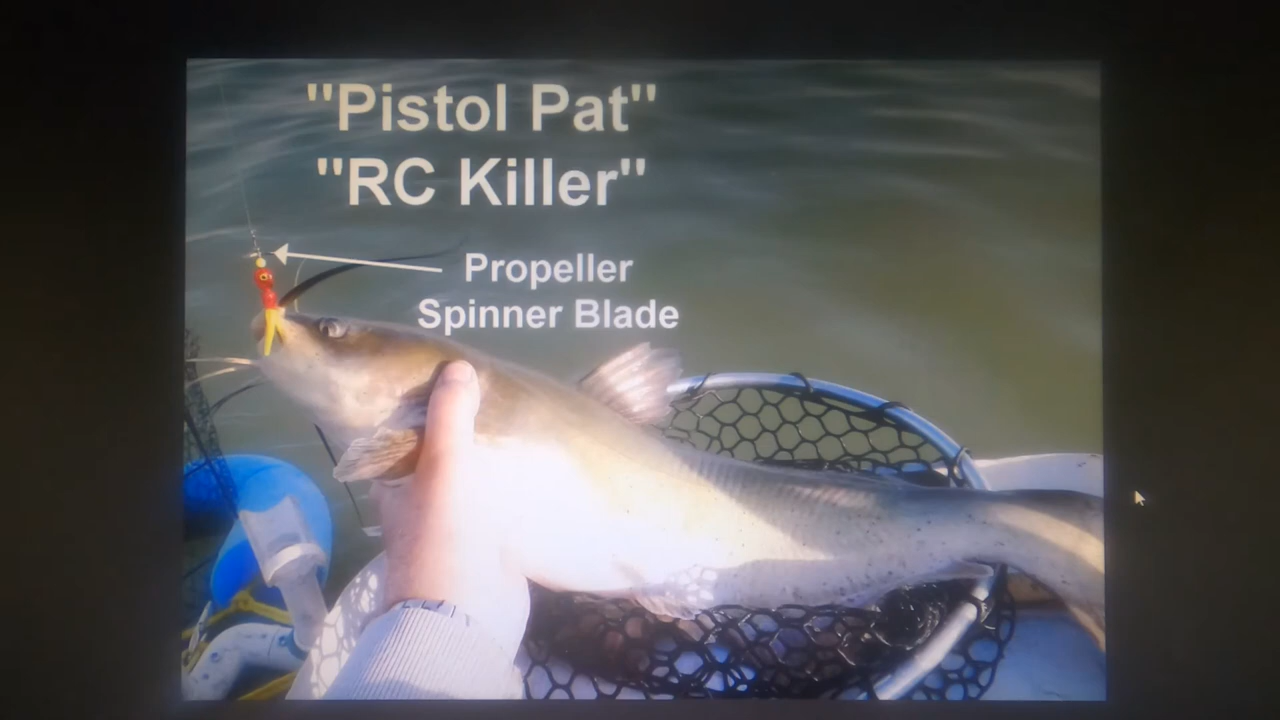 "Pistol Pat"
"RC Killer"
Propeller
Spinner Blade